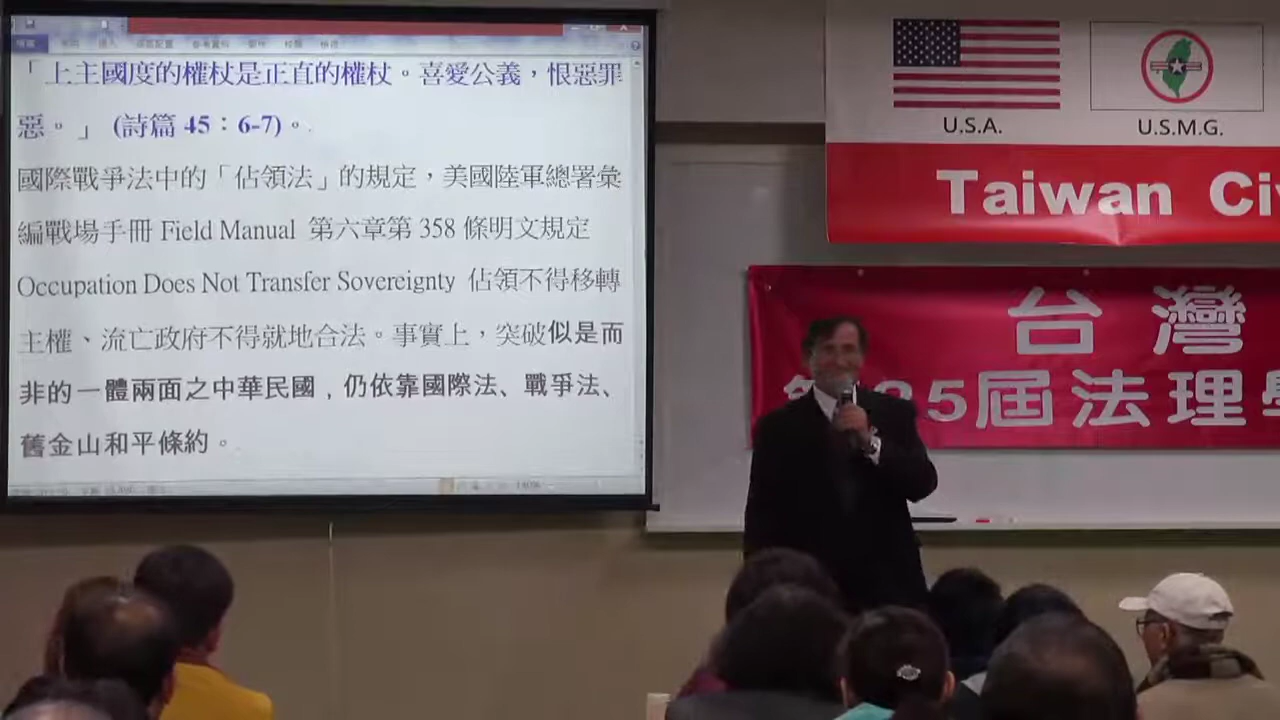 「上主國度的權杖是正直的權杖。喜愛公義，恨惡罪
惡。」 (詩篇 45：6-7)。
國際戰爭法中的「佔領法」的規定，美國陸軍總署彙
編戰場手冊 Field Manual 第六章第 358 條明文規定
Occupation Does Not Transfer Sovereignty 佔領不得移轉
主權、流亡政府不得就地合法。事實上，突破似是而
非的一體兩面之中華民國，仍依靠國際法、戰爭法、
舊金山和平條約。
U.S.A.
U.S.M.G.
Taiwan Ci
台灣
35屆法理